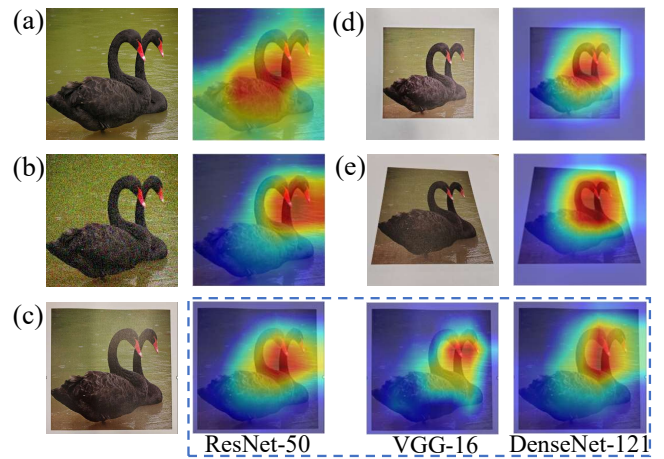 (a)
(d)
(b)
(e)
(c)
ResNet-50
VGG-16
DenseNet-121